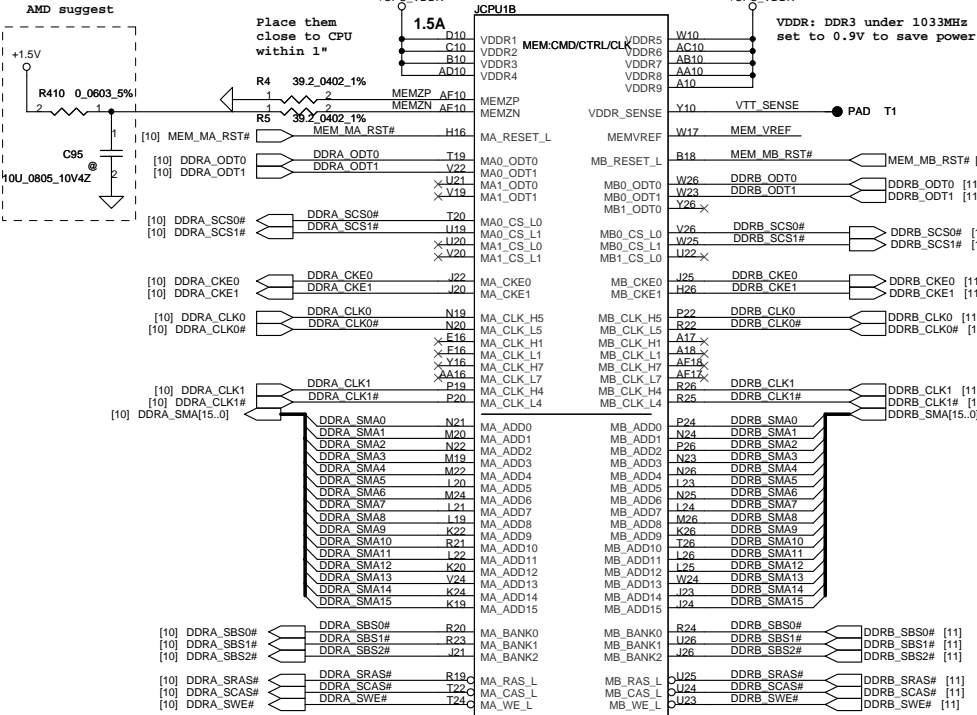 AMD suggest
+1.5V
R410 0_0603_5%
2 1
1
C95
@
10U_0805_10V4Z
2
Place them
close to CPU
within 1"
1.5A
JCPU1B
MEM:CMD/CTRL/CLK
VDDR: DDR3 under 1033MHz
set to 0.9V to save power
D10 VDDR1 VDDR5 W10
C10 VDDR2 VDDR6 AC10
B10 VDDR3 VDDR7 AB10
AD10 VDDR4 VDDR8 AA10
VDDR9 A10
R4 39.2_0402_1%
1 2 MEMZP AF10 MEMZP
1 2 MEMZN AE10 MEMZN
R5 39.2_0402_1%
VDDR_SENSE Y10 VTT_SENSE PAD T1
[10] MEM_MA_RST# MEM_MA_RST# H16 MA_RESET_L MEMVREF W17 MEM_VREF
[10] DDRA_ODT0 DDRA_ODT0 T19 MA0_ODT0 MB_RESET_L B18 MEM_MB_RST# MEM_MB_RST#
[10] DDRA_ODT1 DDRA_ODT1 V22 MA0_ODT1
U21 MA1_ODT0 MB0_ODT0 W26 DDRB_ODT0 DDRB_ODT0 [11
V19 MA1_ODT1 MB0_ODT1 W23 DDRB_ODT1 DDRB_ODT1 [11
MB1_ODT0 Y26
[10] DDRA_SCS0# DDRA_SCS0# T20 MA0_CS_L0
[10] DDRA_SCS1# DDRA_SCS1# U19 MA0_CS_L1 MB0_CS_L0 V26 DDRB_SCS0# DDRB_SCS0# [1
U20 MA1_CS_L0 MB0_CS_L1 W25 DDRB_SCS1# DDRB_SCS1# [1
V20 MA1_CS_L1 MB1_CS_L0 U22
[10] DDRA_CKE0 DDRA_CKE0 J22 MA_CKE0 MB_CKE0 J25 DDRB_CKE0 DDRB_CKE0 [11
[10] DDRA_CKE1 DDRA_CKE1 J20 MA_CKE1 MB_CKE1 H26 DDRB_CKE1 DDRB_CKE1 [11
[10] DDRA_CLK0 DDRA_CLK0 N19 MA_CLK_H5 MB_CLK_H5 P22 DDRB_CLK0 DDRB_CLK0 [11
[10] DDRA_CLK0# DDRA_CLK0# N20 MA_CLK_L5 MB_CLK_L5 R22 DDRB_CLK0# DDRB_CLK0# [1
E16 MA_CLK_H1 MB_CLK_H1 A17
F16 MA_CLK_L1 MB_CLK_L1 A18
Y16 MA_CLK_H7 MB_CLK_H7 AF18
AA16 MA_CLK_L7 MB_CLK_L7 AF17
[10] DDRA_CLK1 DDRA_CLK1 P19 MA_CLK_H4 MB_CLK_H4 R26 DDRB_CLK1 DDRB_CLK1 [11
[10] DDRA_CLK1# DDRA_CLK1# P20 MA_CLK_L4 MB_CLK_L4 R25 DDRB_CLK1# DDRB_CLK1# [1
[10] DDRA_SMA[15..0] DDRB_SMA[15..0
DDRA_SMA0 N21 MA_ADD0 MB_ADD0 P24 DDRB_SMA0
DDRA_SMA1 M20 MA_ADD1 MB_ADD1 N24 DDRB_SMA1
DDRA_SMA2 N22 MA_ADD2 MB_ADD2 P26 DDRB_SMA2
DDRA_SMA3 M19 MA_ADD3 MB_ADD3 N23 DDRB_SMA3
DDRA_SMA4 M22 MA_ADD4 MB_ADD4 N26 DDRB_SMA4
DDRA_SMA5 L20 MA_ADD5 MB_ADD5 L23 DDRB_SMA5
DDRA_SMA6 M24 MA_ADD6 MB_ADD6 N25 DDRB_SMA6
DDRA_SMA7 L21 MA_ADD7 MB_ADD7 L24 DDRB_SMA7
DDRA_SMA8 L19 MA_ADD8 MB_ADD8 M26 DDRB_SMA8
DDRA_SMA9 K22 MA_ADD9 MB_ADD9 K26 DDRB_SMA9
DDRA_SMA10 R21 MA_ADD10 MB_ADD10 T26 DDRB_SMA10
DDRA_SMA11 L22 MA_ADD11 MB_ADD11 L26 DDRB_SMA11
DDRA_SMA12 K20 MA_ADD12 MB_ADD12 L25 DDRB_SMA12
DDRA_SMA13 V24 MA_ADD13 MB_ADD13 W24 DDRB_SMA13
DDRA_SMA14 K24 MA_ADD14 MB_ADD14 J23 DDRB_SMA14
DDRA_SMA15 K19 MA_ADD15 MB_ADD15 J24 DDRB_SMA15
[10] DDRA_SBS0# DDRA_SBS0# R20 MA_BANK0 MB_BANK0 R24 DDRB_SBS0# DDRB_SBS0# [11]
[10] DDRA_SBS1# DDRA_SBS1# R23 MA_BANK1 MB_BANK1 U26 DDRB_SBS1# DDRB_SBS1# [11]
[10] DDRA_SBS2# DDRA_SBS2# J21 MA_BANK2 MB_BANK2 J26 DDRB_SBS2# DDRB_SBS2# [11]
[10] DDRA_SRAS# DDRA_SRAS# R19 MA_RAS_L MB_RAS_L U25 DDRB_SRAS# DDRB_SRAS# [11]
[10] DDRA_SCAS# DDRA_SCAS# T22 MA_CAS_L MB_CAS_L U24 DDRB_SCAS# DDRB_SCAS# [11]
[10] DDRA_SWE# DDRA_SWE# T24 MA_WE_L MB_WE_L U23 DDRB_SWE# DDRB_SWE# [11]